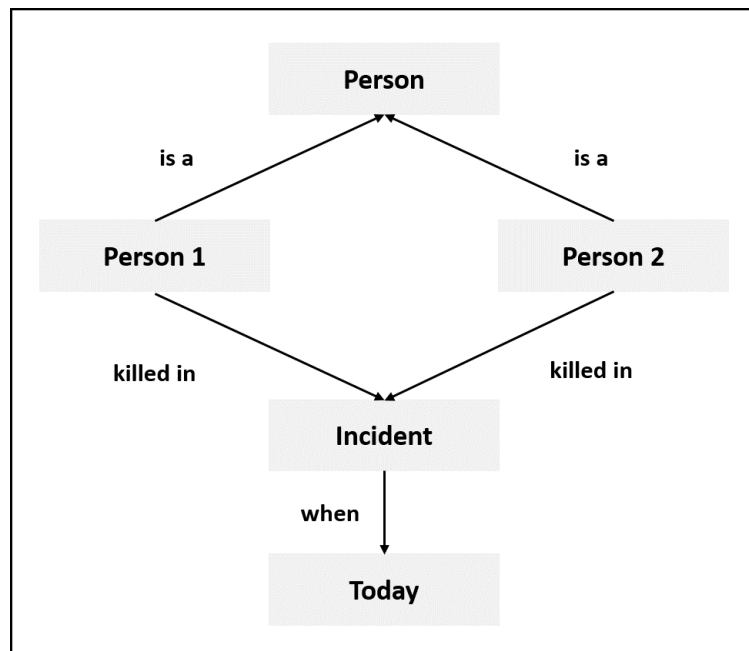 Person
is a
is a
Person 1
Person 2
killed in
killed in
Incident
when
Today